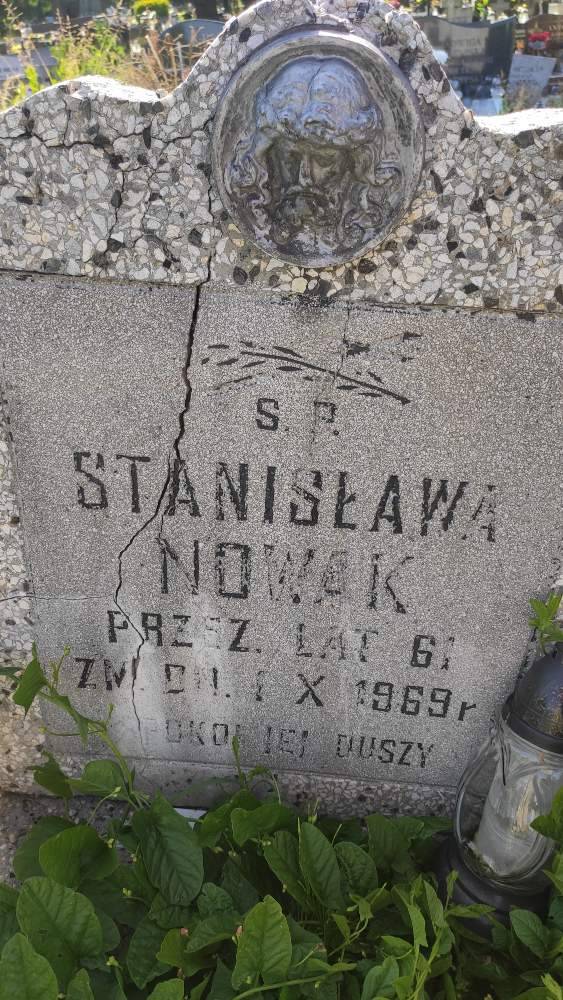 S. P.
STANISŁAWA
NOWAK
PRZEŻ. LAT 61
ZM. DN. 1 X 1969r
POKÓJ JEJ DUSZY